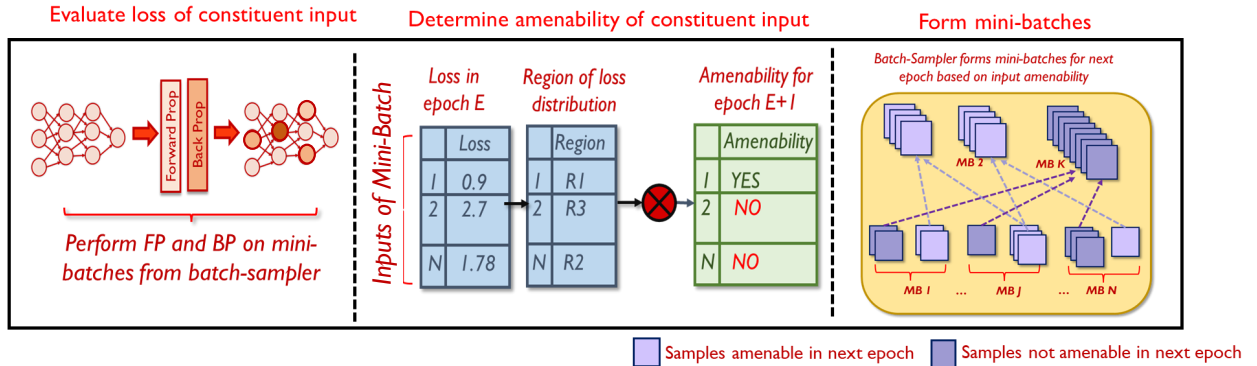 Evaluate loss of constituent input
Determine amenability of constituent input
Form mini-batches
Forward Prop
Back Prop
Perform FP and BP on mini-
batches from batch-sampler
Inputs of Mini-Batch
Loss in
epoch E
Region of loss
distribution
Amenability for
epoch E+1
Loss
1 0.9
2 2.7
N 1.78
Region
1 R1
2 R3
N R2
Amenability
1 YES
2 NO
N NO
Batch-Sampler forms mini-batches for next
epoch based on input amenability
MB 2
MB K
MB 1 ... MB J ... MB N
Samples amenable in next epoch
Samples not amenable in next epoch